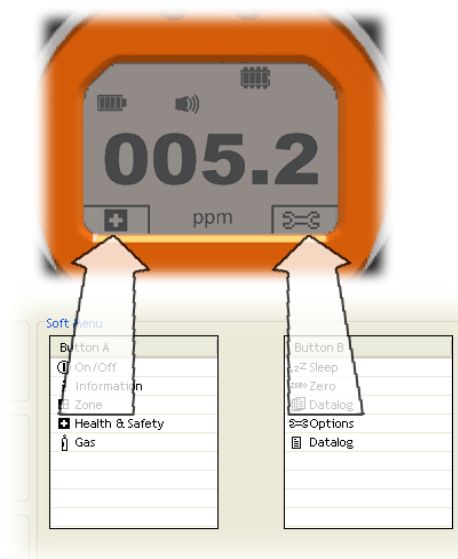 005.2
ppm
Soft Menu
Button A
On/Off
Information
Zone
Health & Safety
Gas
Button B
zzZ Sleep
ZERO Zero
Datalog
Options
Datalog